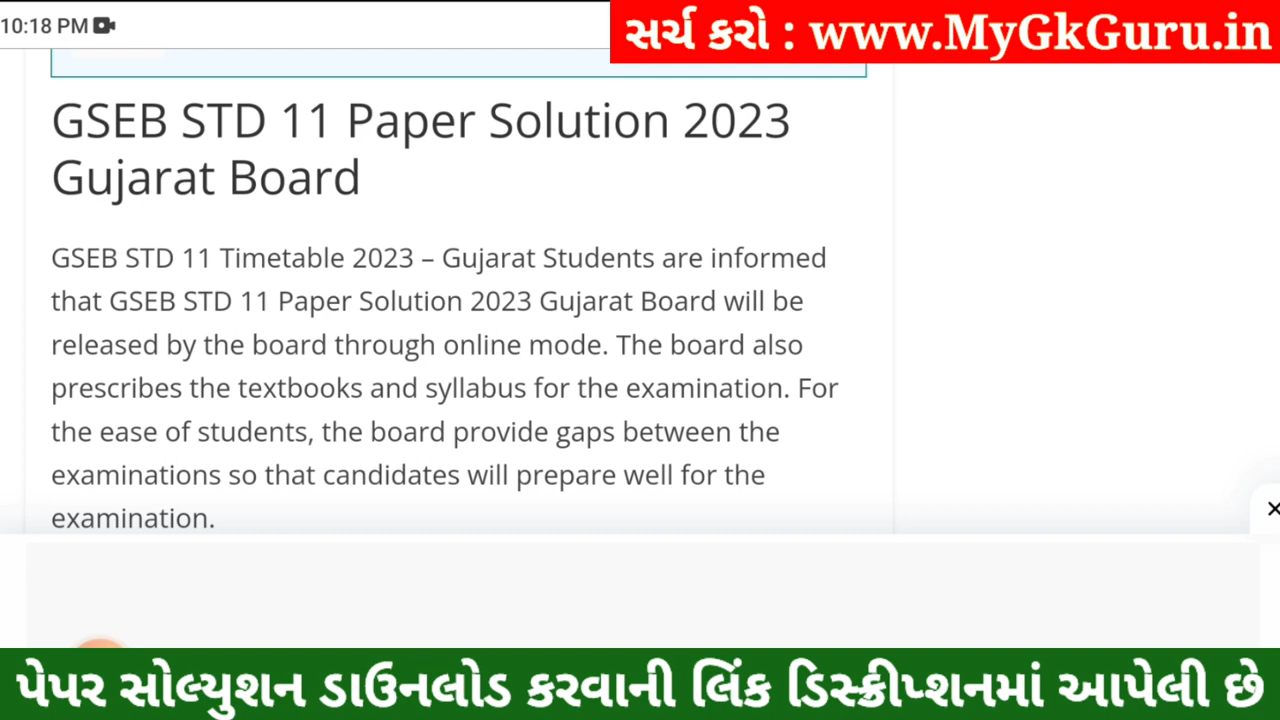 10:18 PM
સર્ચ કરો : www.MyGkGuru.in
GSEB STD 11 Paper Solution 2023
Gujarat Board
GSEB STD 11 Timetable 2023 – Gujarat Students are informed
that GSEB STD 11 Paper Solution 2023 Gujarat Board will be
released by the board through online mode. The board also
prescribes the textbooks and syllabus for the examination. For
the ease of students, the board provide gaps between the
examinations so that candidates will prepare well for the
examination.
પેપર સોલ્યુશન ડાઉનલોડ કરવાની લિંક ડિસ્ક્રીપ્શનમાં આપેલી છે